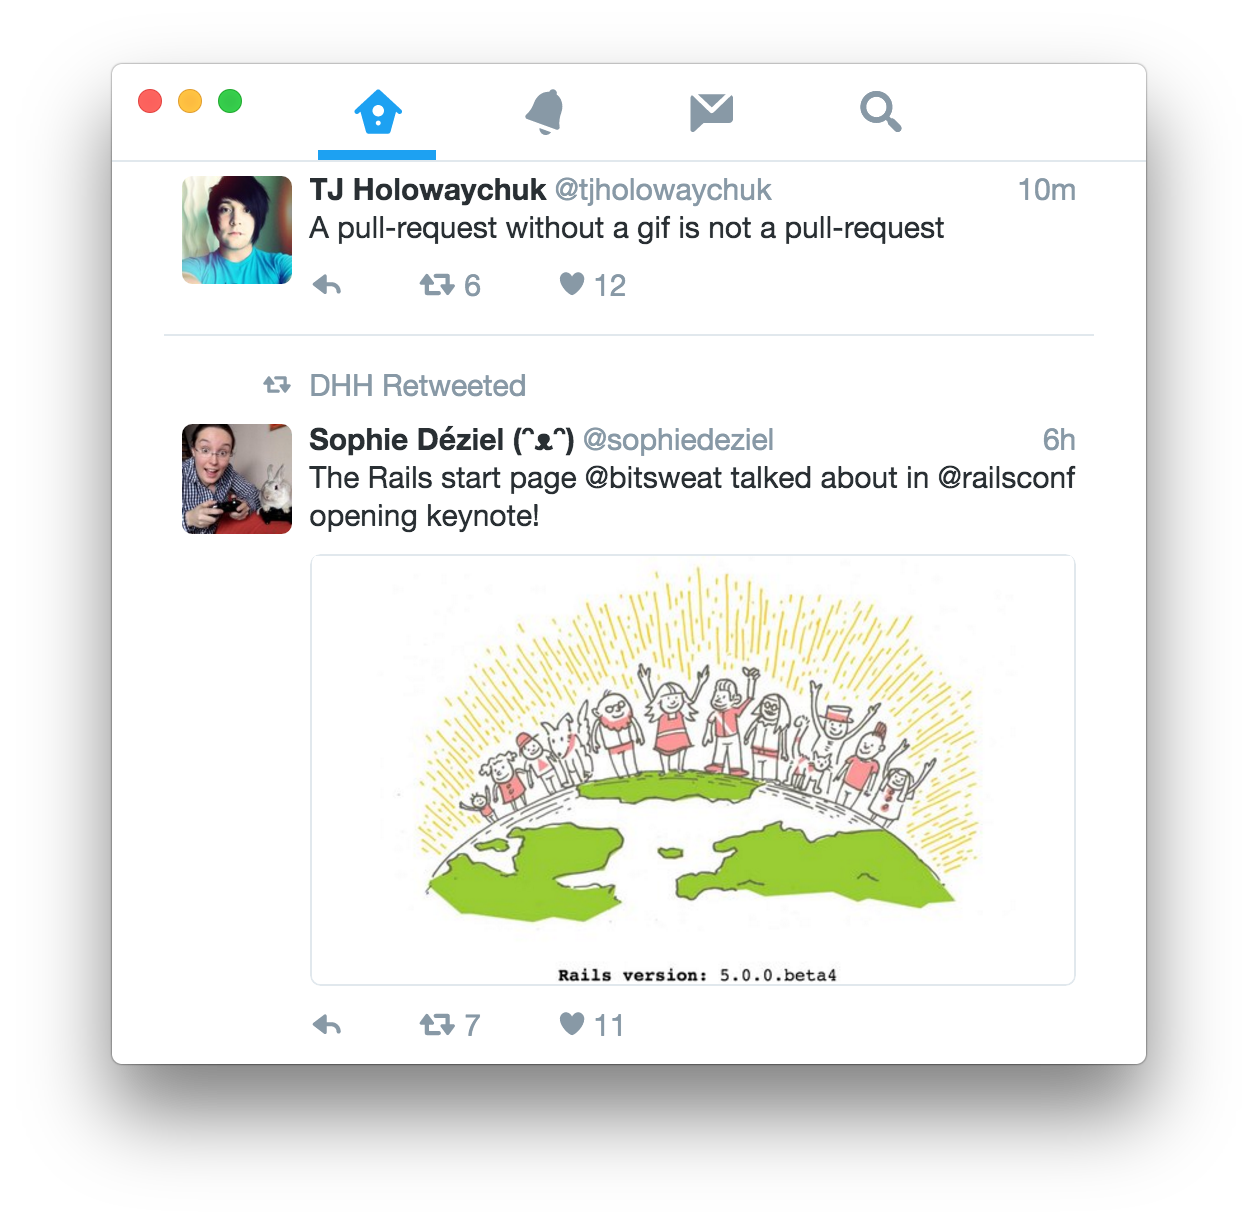 TJ Holowaychuk @tjholowaychuk 10m
A pull-request without a gif is not a pull-request
6 12
DHH Retweeted
Sophie Déziel (ᵔᴥᵔ) @sophiedeziel 6h
The Rails start page @bitsweat talked about in @railsconf
opening keynote!
Rails version: 5.0.0.beta4
7 11